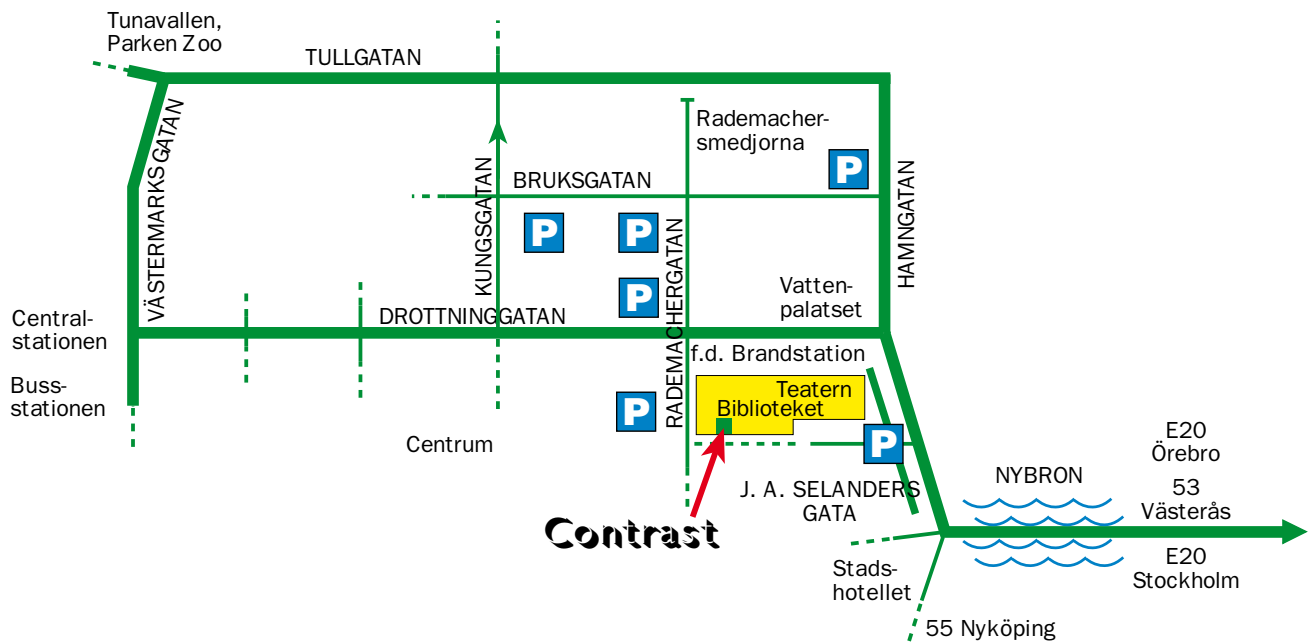 Tunavallen,
Parken Zoo
TULLGATAN
VÄSTERMARKSGATAN
KUNGSGATAN
BRUKSGATAN
Rademacher-
smedjorna
P
P
P
P
RADEMACHERGATAN
HAMNGATAN
Vatten-
palatset
Central-
stationen
DROTTNINGGATAN
f.d. Brandstation
Buss-
stationen
Teatern
Biblioteket
P
P
Centrum
J. A. SELANDERS
GATA
Contrast
NYBRON
E20
Örebro
53
Västerås
E20
Stockholm
Stads-
hotellet
55 Nyköping